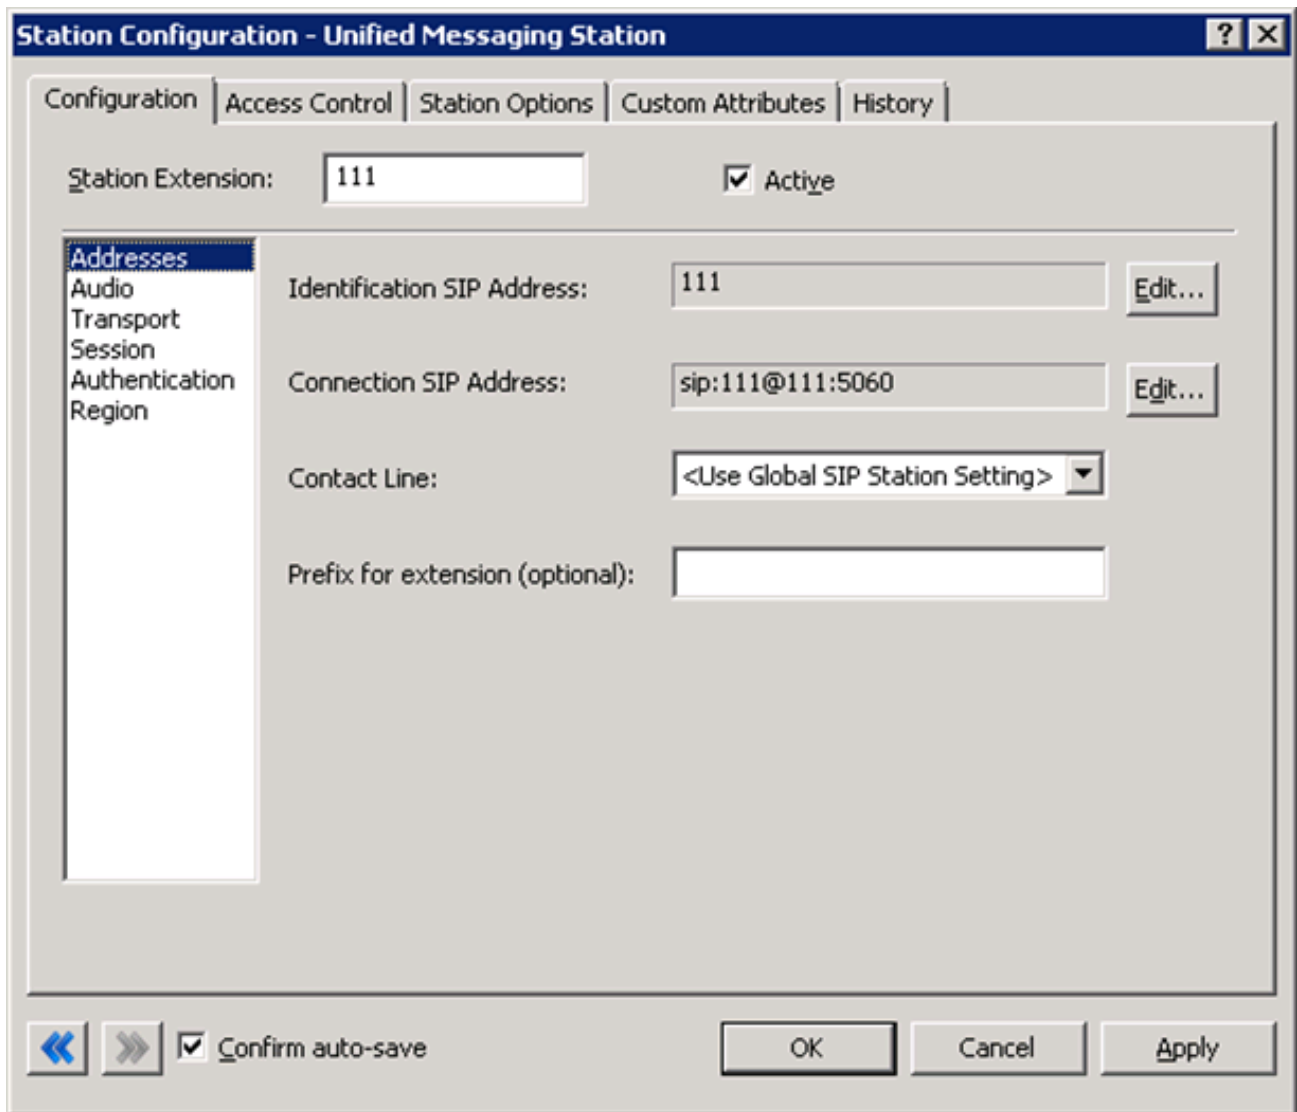 Station Configuration - Unified Messaging Station
Configuration Access Control Station Options Custom Attributes History
Station Extension: 111 Active
Addresses
Audio
Transport
Session
Authentication
Region
Identification SIP Address: 111 Edit...
Connection SIP Address: sip:111@111:5060 Edit...
Contact Line: <Use Global SIP Station Setting>
Prefix for extension (optional):
Confirm auto-save OK Cancel Apply